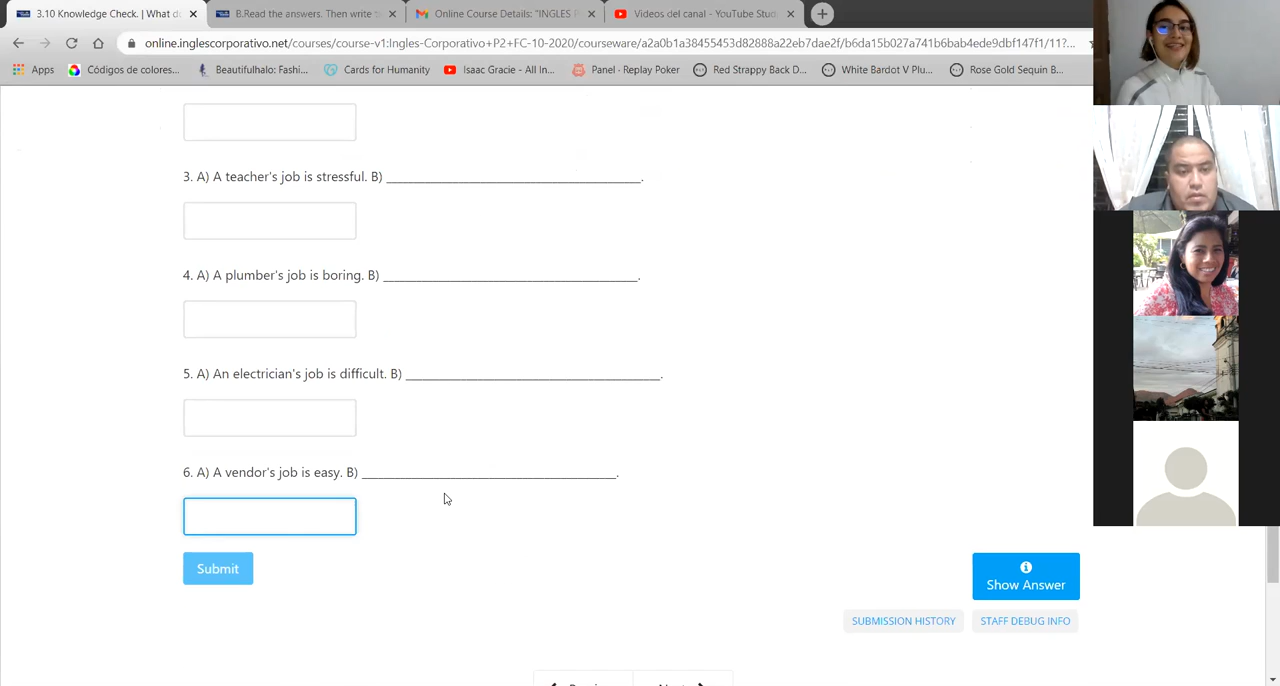 3.10 Knowledge Check. | What d
B.Read the answers. Then write
Online Course Details: "INGLES P
Videos del canal - YouTube Stud
online.inglescorporativo.net/courses/course-v1:Ingles-Corporativo+P2+FC-10-2020/courseware/a2a0b1a38455453d82888a22eb7dae2f/b6da15b027a741b6bab4ede9dbf147f1/11?...
Apps
Códigos de colores...
Beautifulhalo: Fashi...
Cards for Humanity
Isaac Gracie - All In...
Panel · Replay Poker
Red Strappy Back D...
White Bardot V Plu...
Rose Gold Sequin B...
3. A) A teacher's job is stressful. B) ___________________________________.
4. A) A plumber's job is boring. B) ___________________________________.
5. A) An electrician's job is difficult. B) ___________________________________.
6. A) A vendor's job is easy. B) ___________________________________.
Submit
Show Answer
SUBMISSION HISTORY
STAFF DEBUG INFO